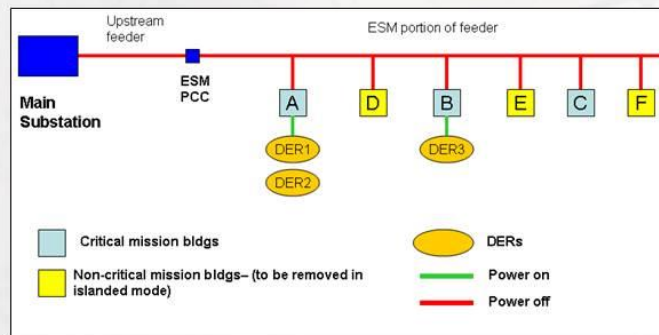 Upstream
feeder
ESM portion of feeder
ESM
PCC
Main
Substation
A
D
B
E
C
F
DER1
DER3
DER2
Critical mission bldgs
DERs
Non-critical mission bldgs– (to be removed in
islanded mode)
Power on
Power off